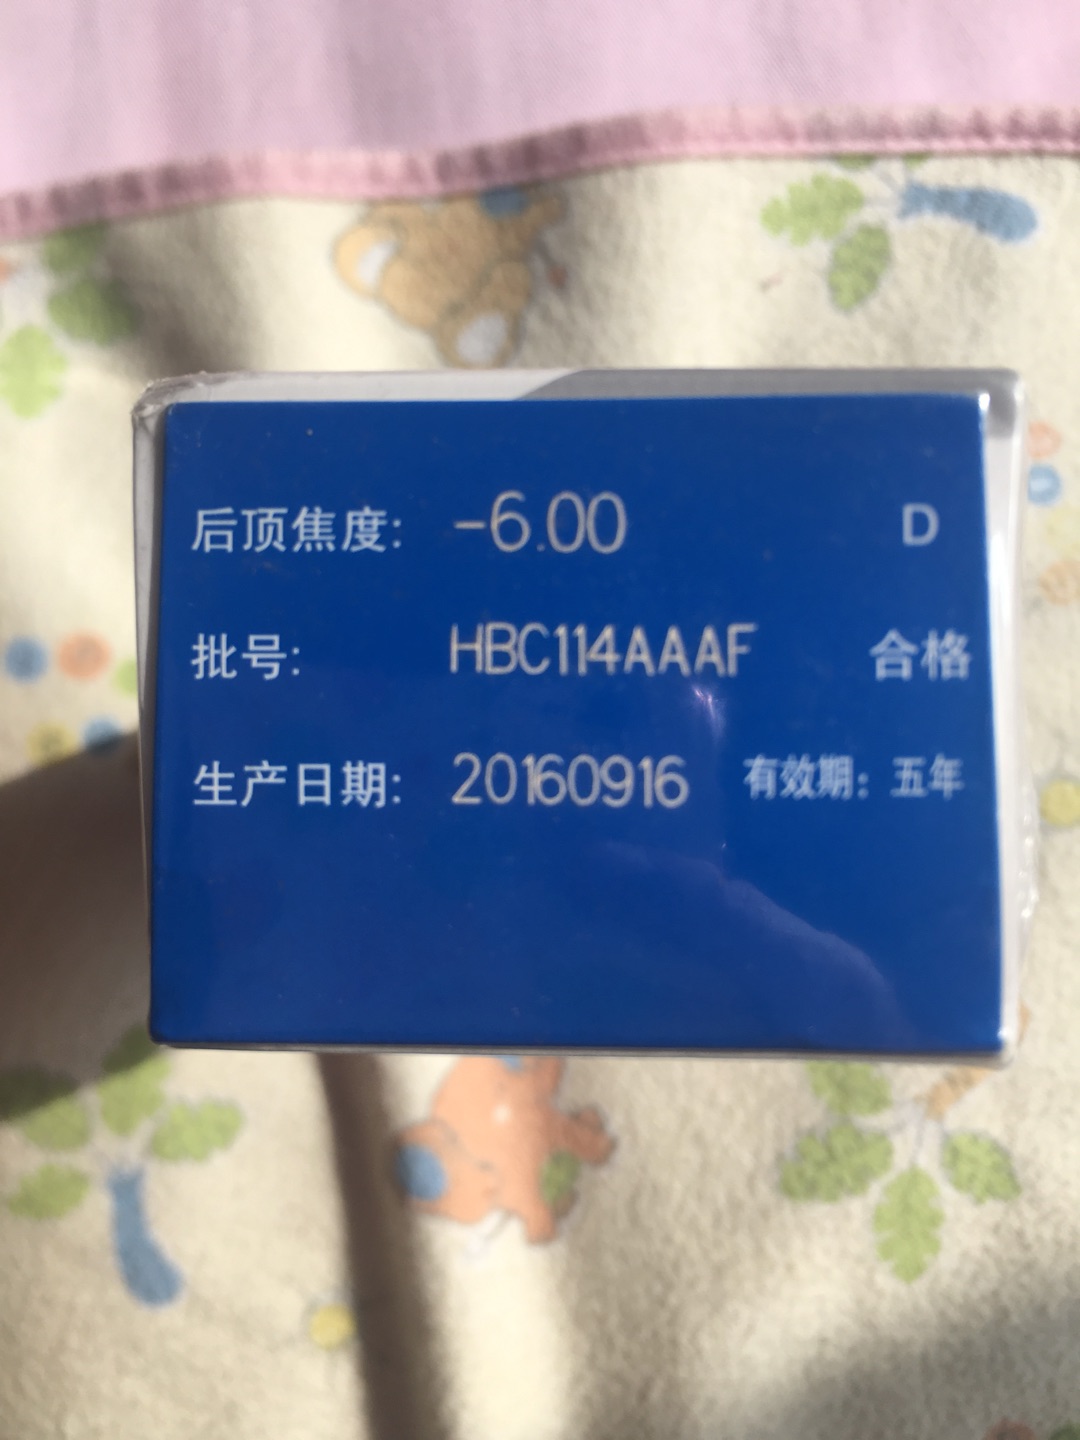 后顶焦度: -6.00 D
批号: HBC114AAAF 合格
生产日期: 20160916 有效期: 五年